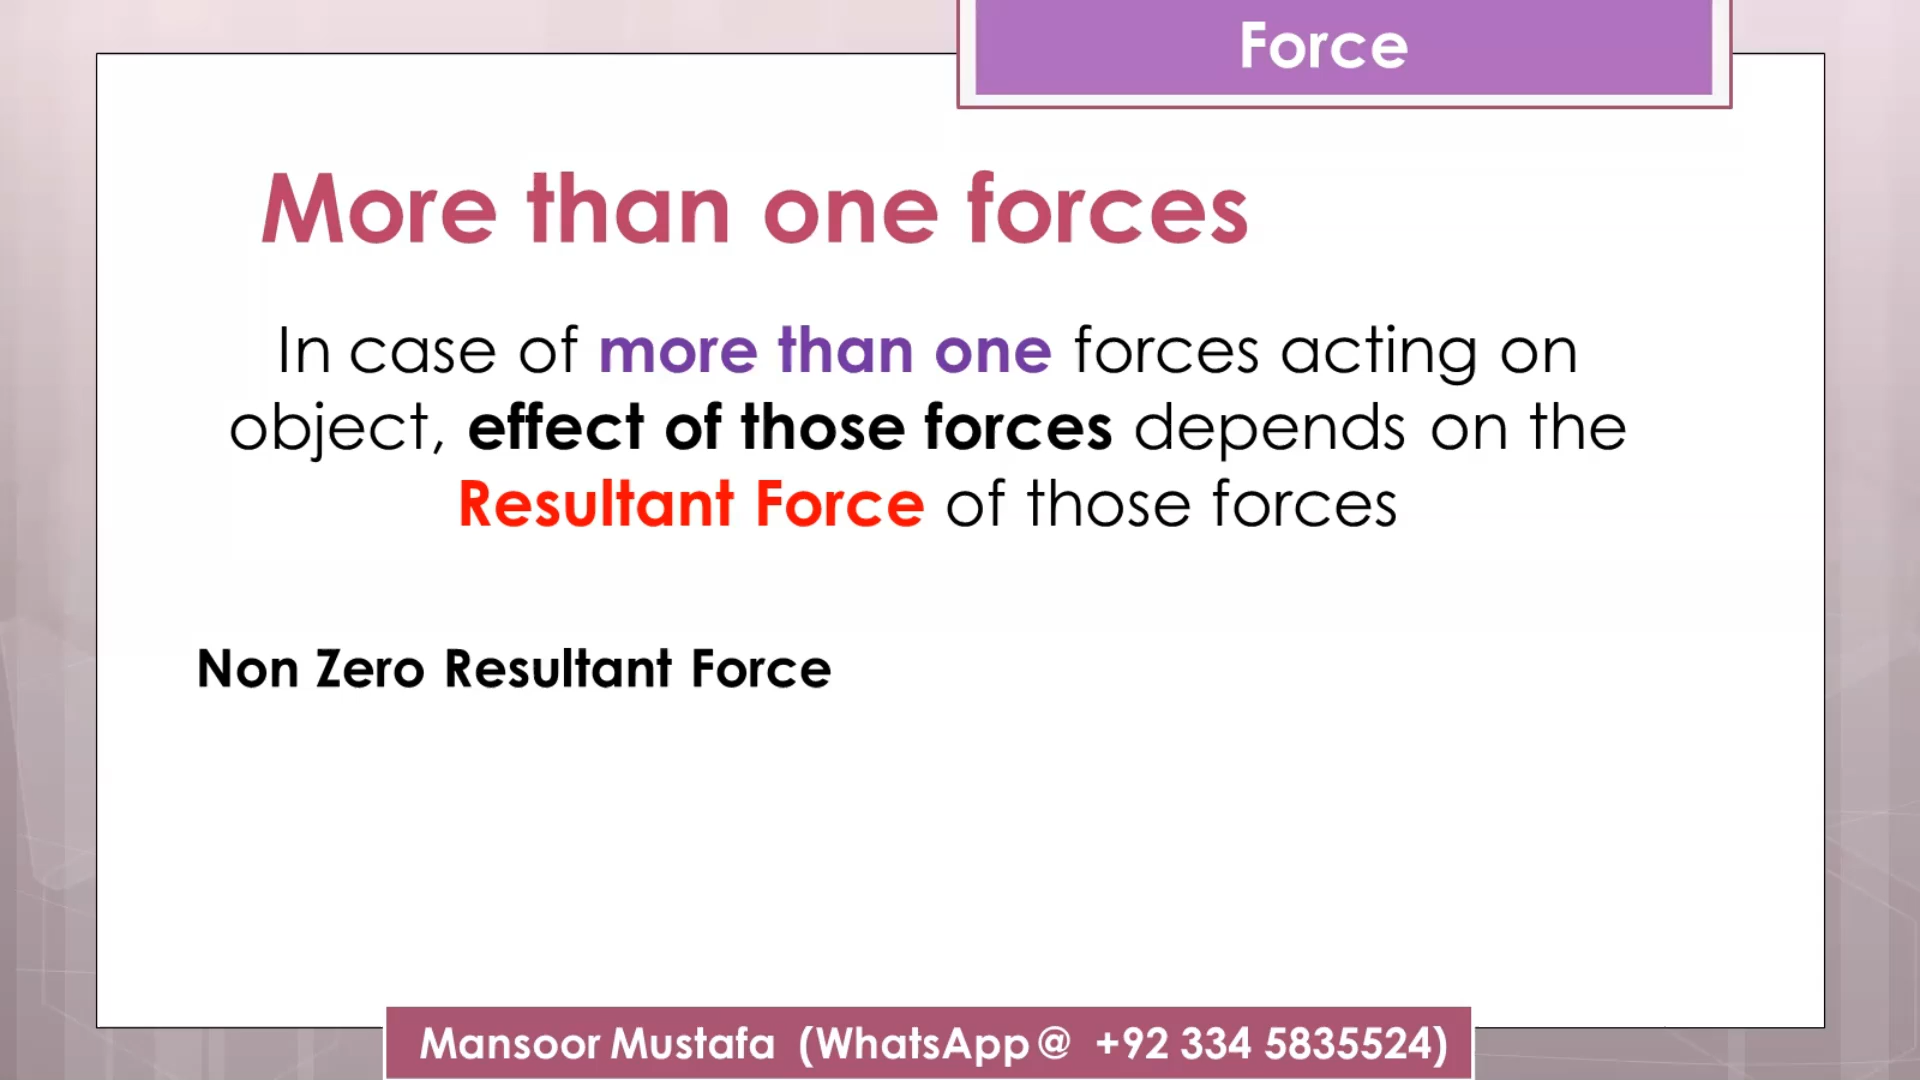 Force
More than one forces
In case of more than one forces acting on
object, effect of those forces depends on the
Resultant Force of those forces
Non Zero Resultant Force
Mansoor Mustafa (WhatsApp@ +92 334 5835524)